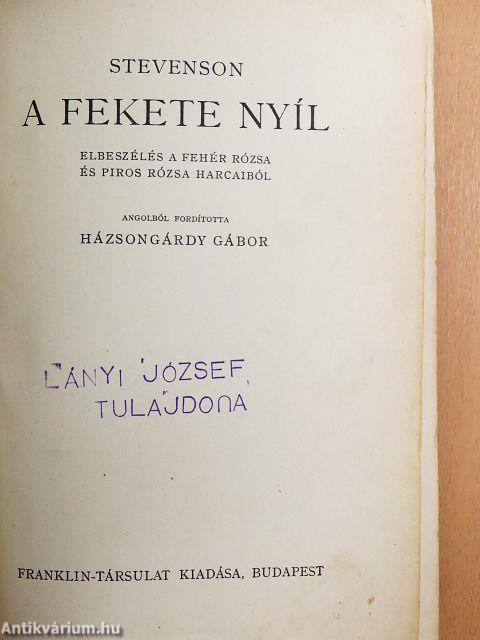 STEVENSON
A FEKETE NYÍL
ELBESZÉLÉS A FEHÉR RÓZSA
ÉS PIROS RÓZSA HARCAIBÓL
ANGOLBÓL FORDÍTOTTA
HÁZSONGÁRDY GÁBOR
LÁNYI JÓZSEF,
TULAJDONA
FRANKLIN-TÁRSULAT KIADÁSA, BUDAPEST
Antikvárium.hu